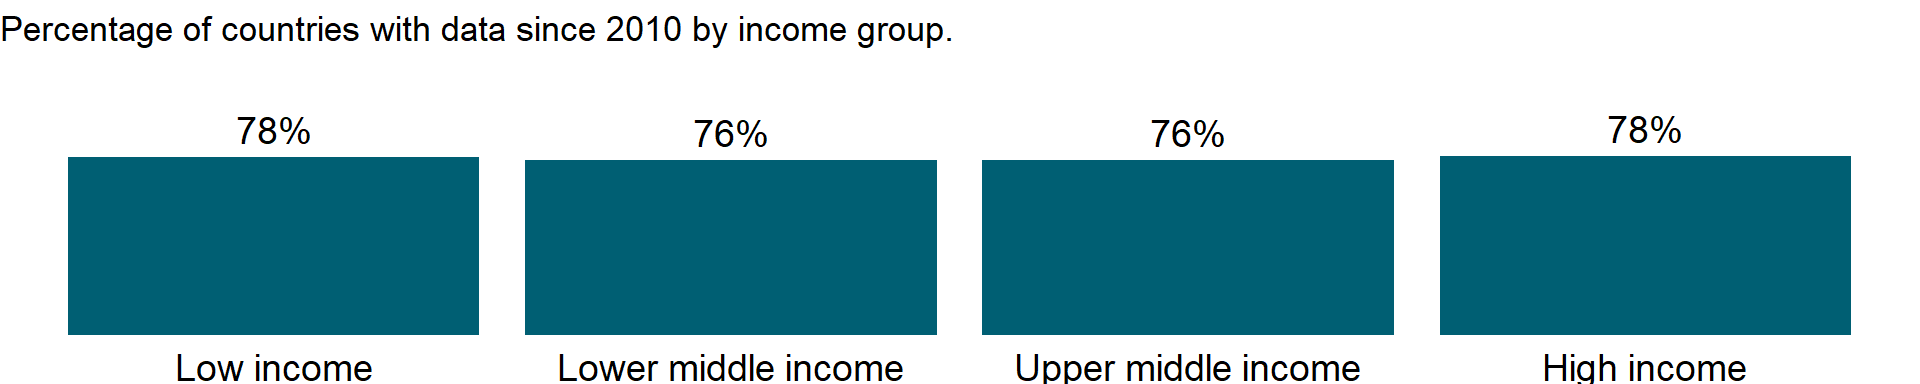 Percentage of countries with data since 2010 by income group.
78%
76%
76%
78%
Low income
Lower middle income
Upper middle income
High income